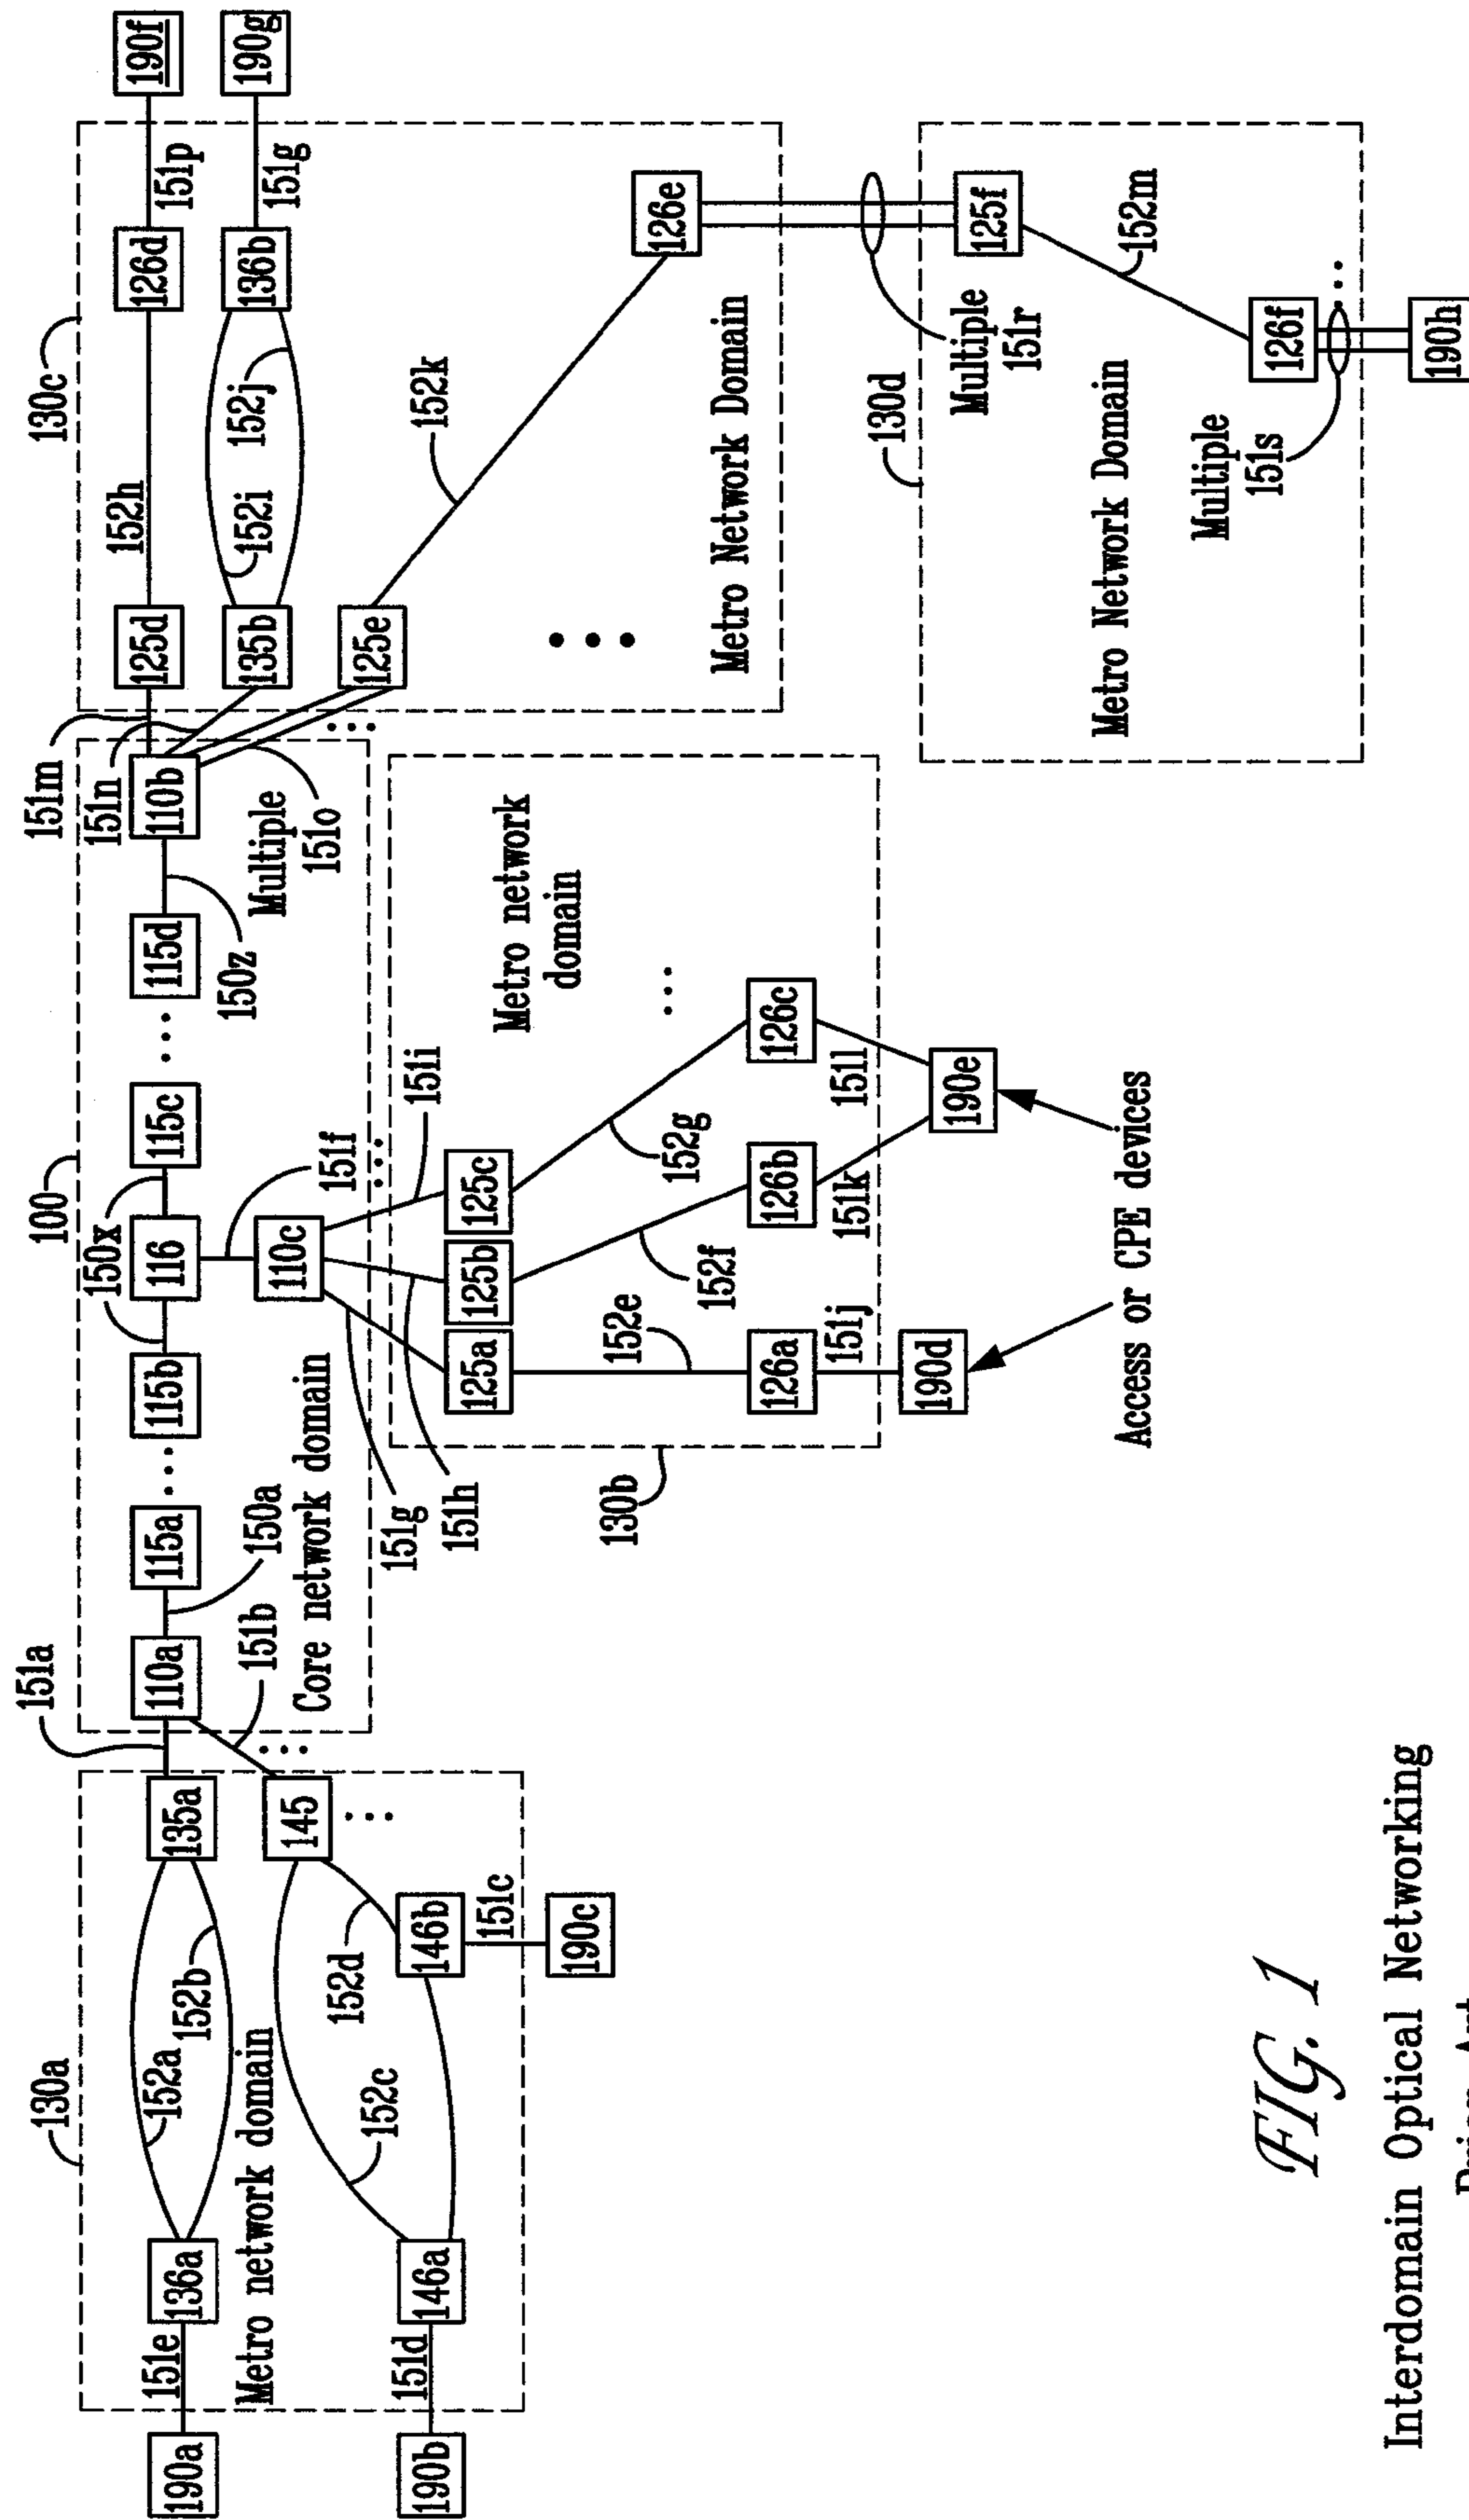 130a
190a
151e
136a
152a
152b
135a
Metro network domain
190b
151d
146a
152c
152d
146b
145
151c
190c
151a
151b
100
110a
150a
115a
115b
150x
116
115c
115d
150z
110b
Core network domain
151f
110c
151g
151h
151i
130b
125a
125b
125c
Metro network
domain
152e
152f
152g
126a
126b
126c
151j
151k
151l
190d
190e
Access or CPE devices
151m
151n
Multiple
151o
130c
125d
152h
126d
151p
190f
135b
152i
152j
136b
151g
190g
125e
152k
126e
Metro Network Domain
130d
Multiple
151r
125f
152m
Metro Network Domain
126f
Multiple
151s
190h
FIG. 1
Interdomain Optical Networking